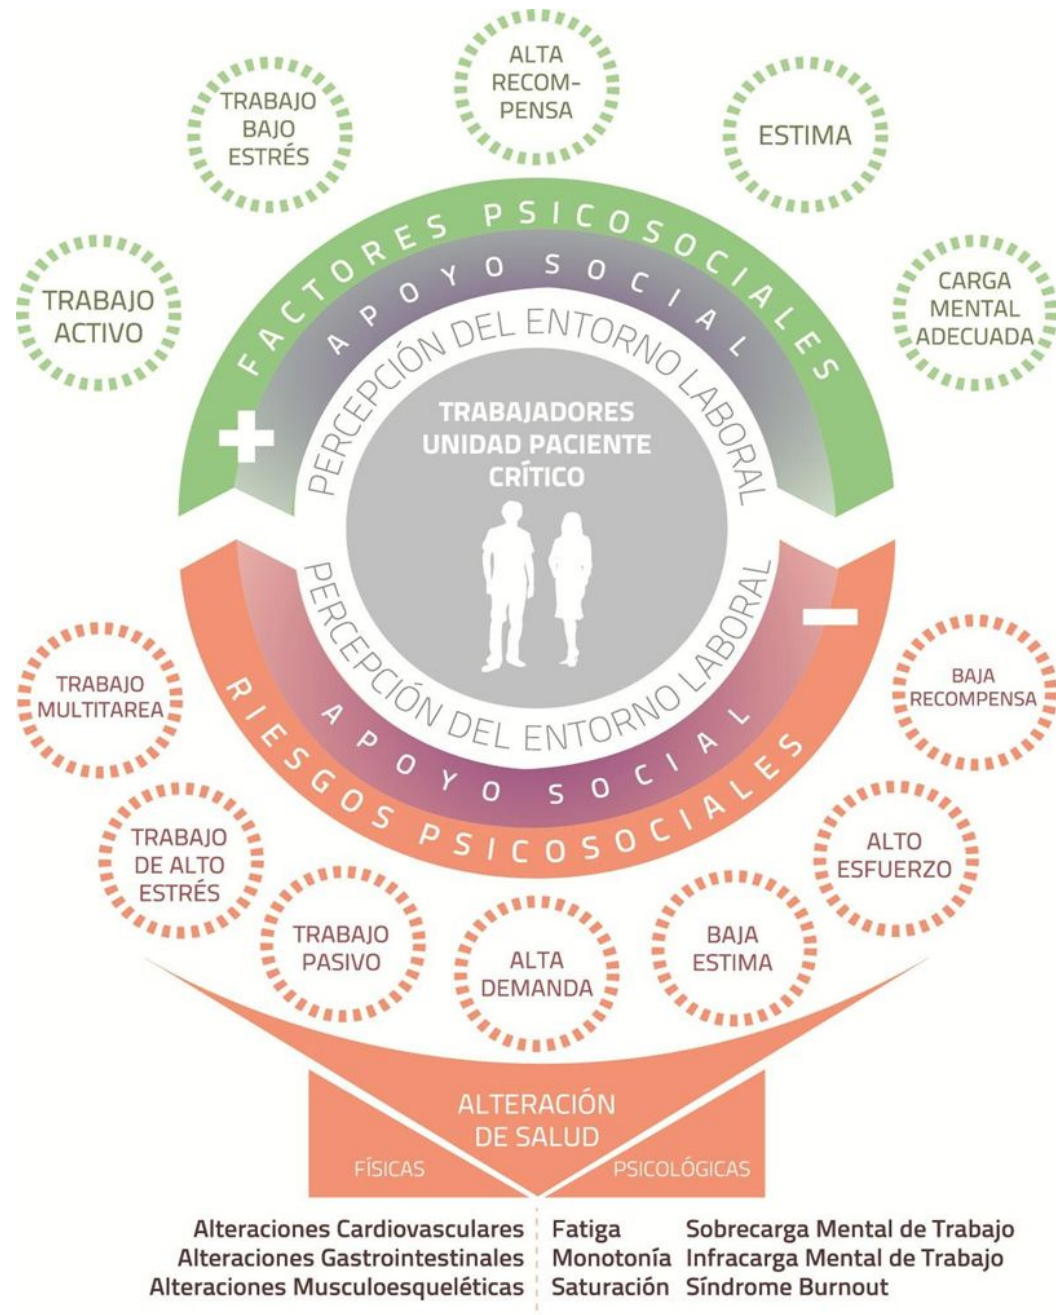 ALTA
RECOM-
PENSA
TRABAJO
BAJO
ESTRÉS
ESTIMA
TRABAJO
ACTIVO
CARGA
MENTAL
ADECUADA
FACTORES PSICOSOCIALES
APOYO SOCIAL
PERCEPCIÓN DEL ENTORNO LABORAL
+
TRABAJADORES
UNIDAD PACIENTE
CRÍTICO
PERCEPCIÓN DEL ENTORNO LABORAL
APOYO SOCIAL
RIESGOS PSICOSOCIALES
−
TRABAJO
MULTITAREA
BAJA
RECOMPENSA
TRABAJO
DE ALTO
ESTRÉS
ALTO
ESFUERZO
TRABAJO
PASIVO
ALTA
DEMANDA
BAJA
ESTIMA
ALTERACIÓN
DE SALUD
FÍSICAS
PSICOLÓGICAS
Alteraciones Cardiovasculares
Alteraciones Gastrointestinales
Alteraciones Musculoesqueléticas
Fatiga
Monotonía
Saturación
Sobrecarga Mental de Trabajo
Infracarga Mental de Trabajo
Síndrome Burnout